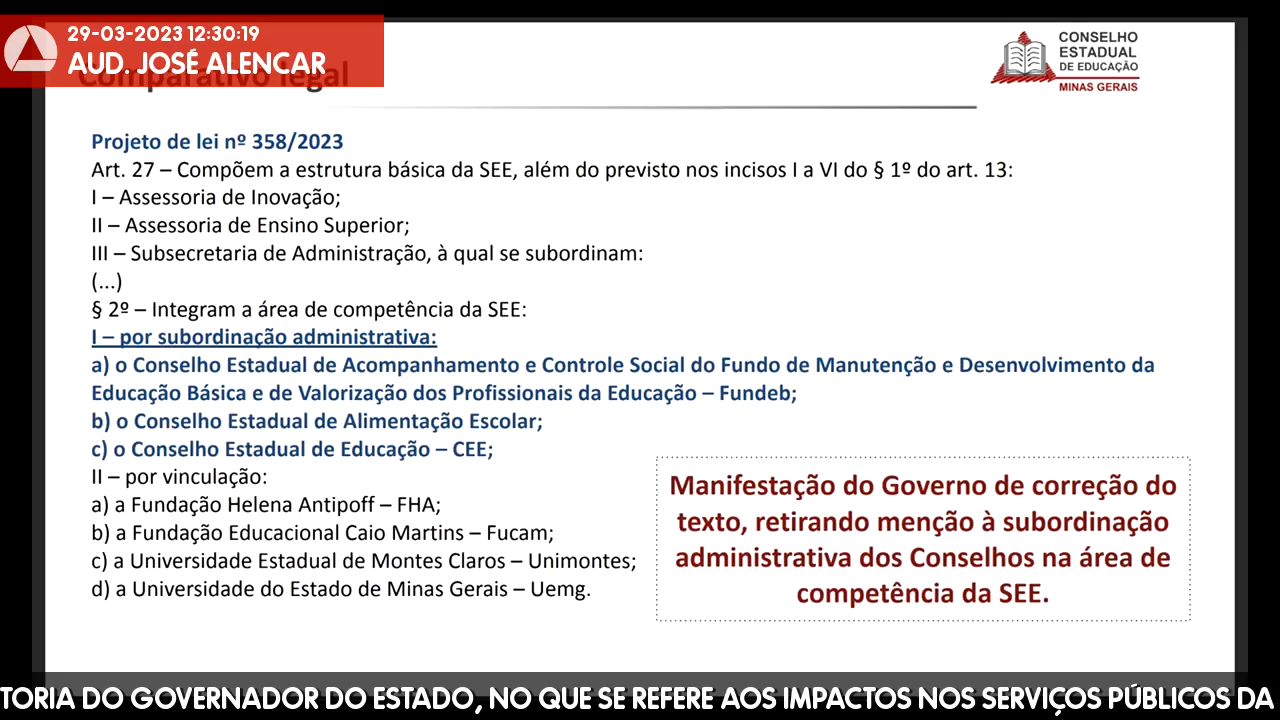 29-03-2023 12:30:19
AUD. JOSÉ ALENCAR
Comparativo legal
CONSELHO
ESTADUAL
DE EDUCAÇÃO
MINAS GERAIS
Projeto de lei nº 358/2023
Art. 27 – Compõem a estrutura básica da SEE, além do previsto nos incisos I a VI do § 1º do art. 13:
I – Assessoria de Inovação;
II – Assessoria de Ensino Superior;
III – Subsecretaria de Administração, à qual se subordinam:
(...)
§ 2º – Integram a área de competência da SEE:
I – por subordinação administrativa:
a) o Conselho Estadual de Acompanhamento e Controle Social do Fundo de Manutenção e Desenvolvimento da
Educação Básica e de Valorização dos Profissionais da Educação – Fundeb;
b) o Conselho Estadual de Alimentação Escolar;
c) o Conselho Estadual de Educação – CEE;
II – por vinculação:
a) a Fundação Helena Antipoff – FHA;
b) a Fundação Educacional Caio Martins – Fucam;
c) a Universidade Estadual de Montes Claros – Unimontes;
d) a Universidade do Estado de Minas Gerais – Uemg.
Manifestação do Governo de correção do
texto, retirando menção à subordinação
administrativa dos Conselhos na área de
competência da SEE.
TORIA DO GOVERNADOR DO ESTADO, NO QUE SE REFERE AOS IMPACTOS NOS SERVIÇOS PÚBLICOS DA